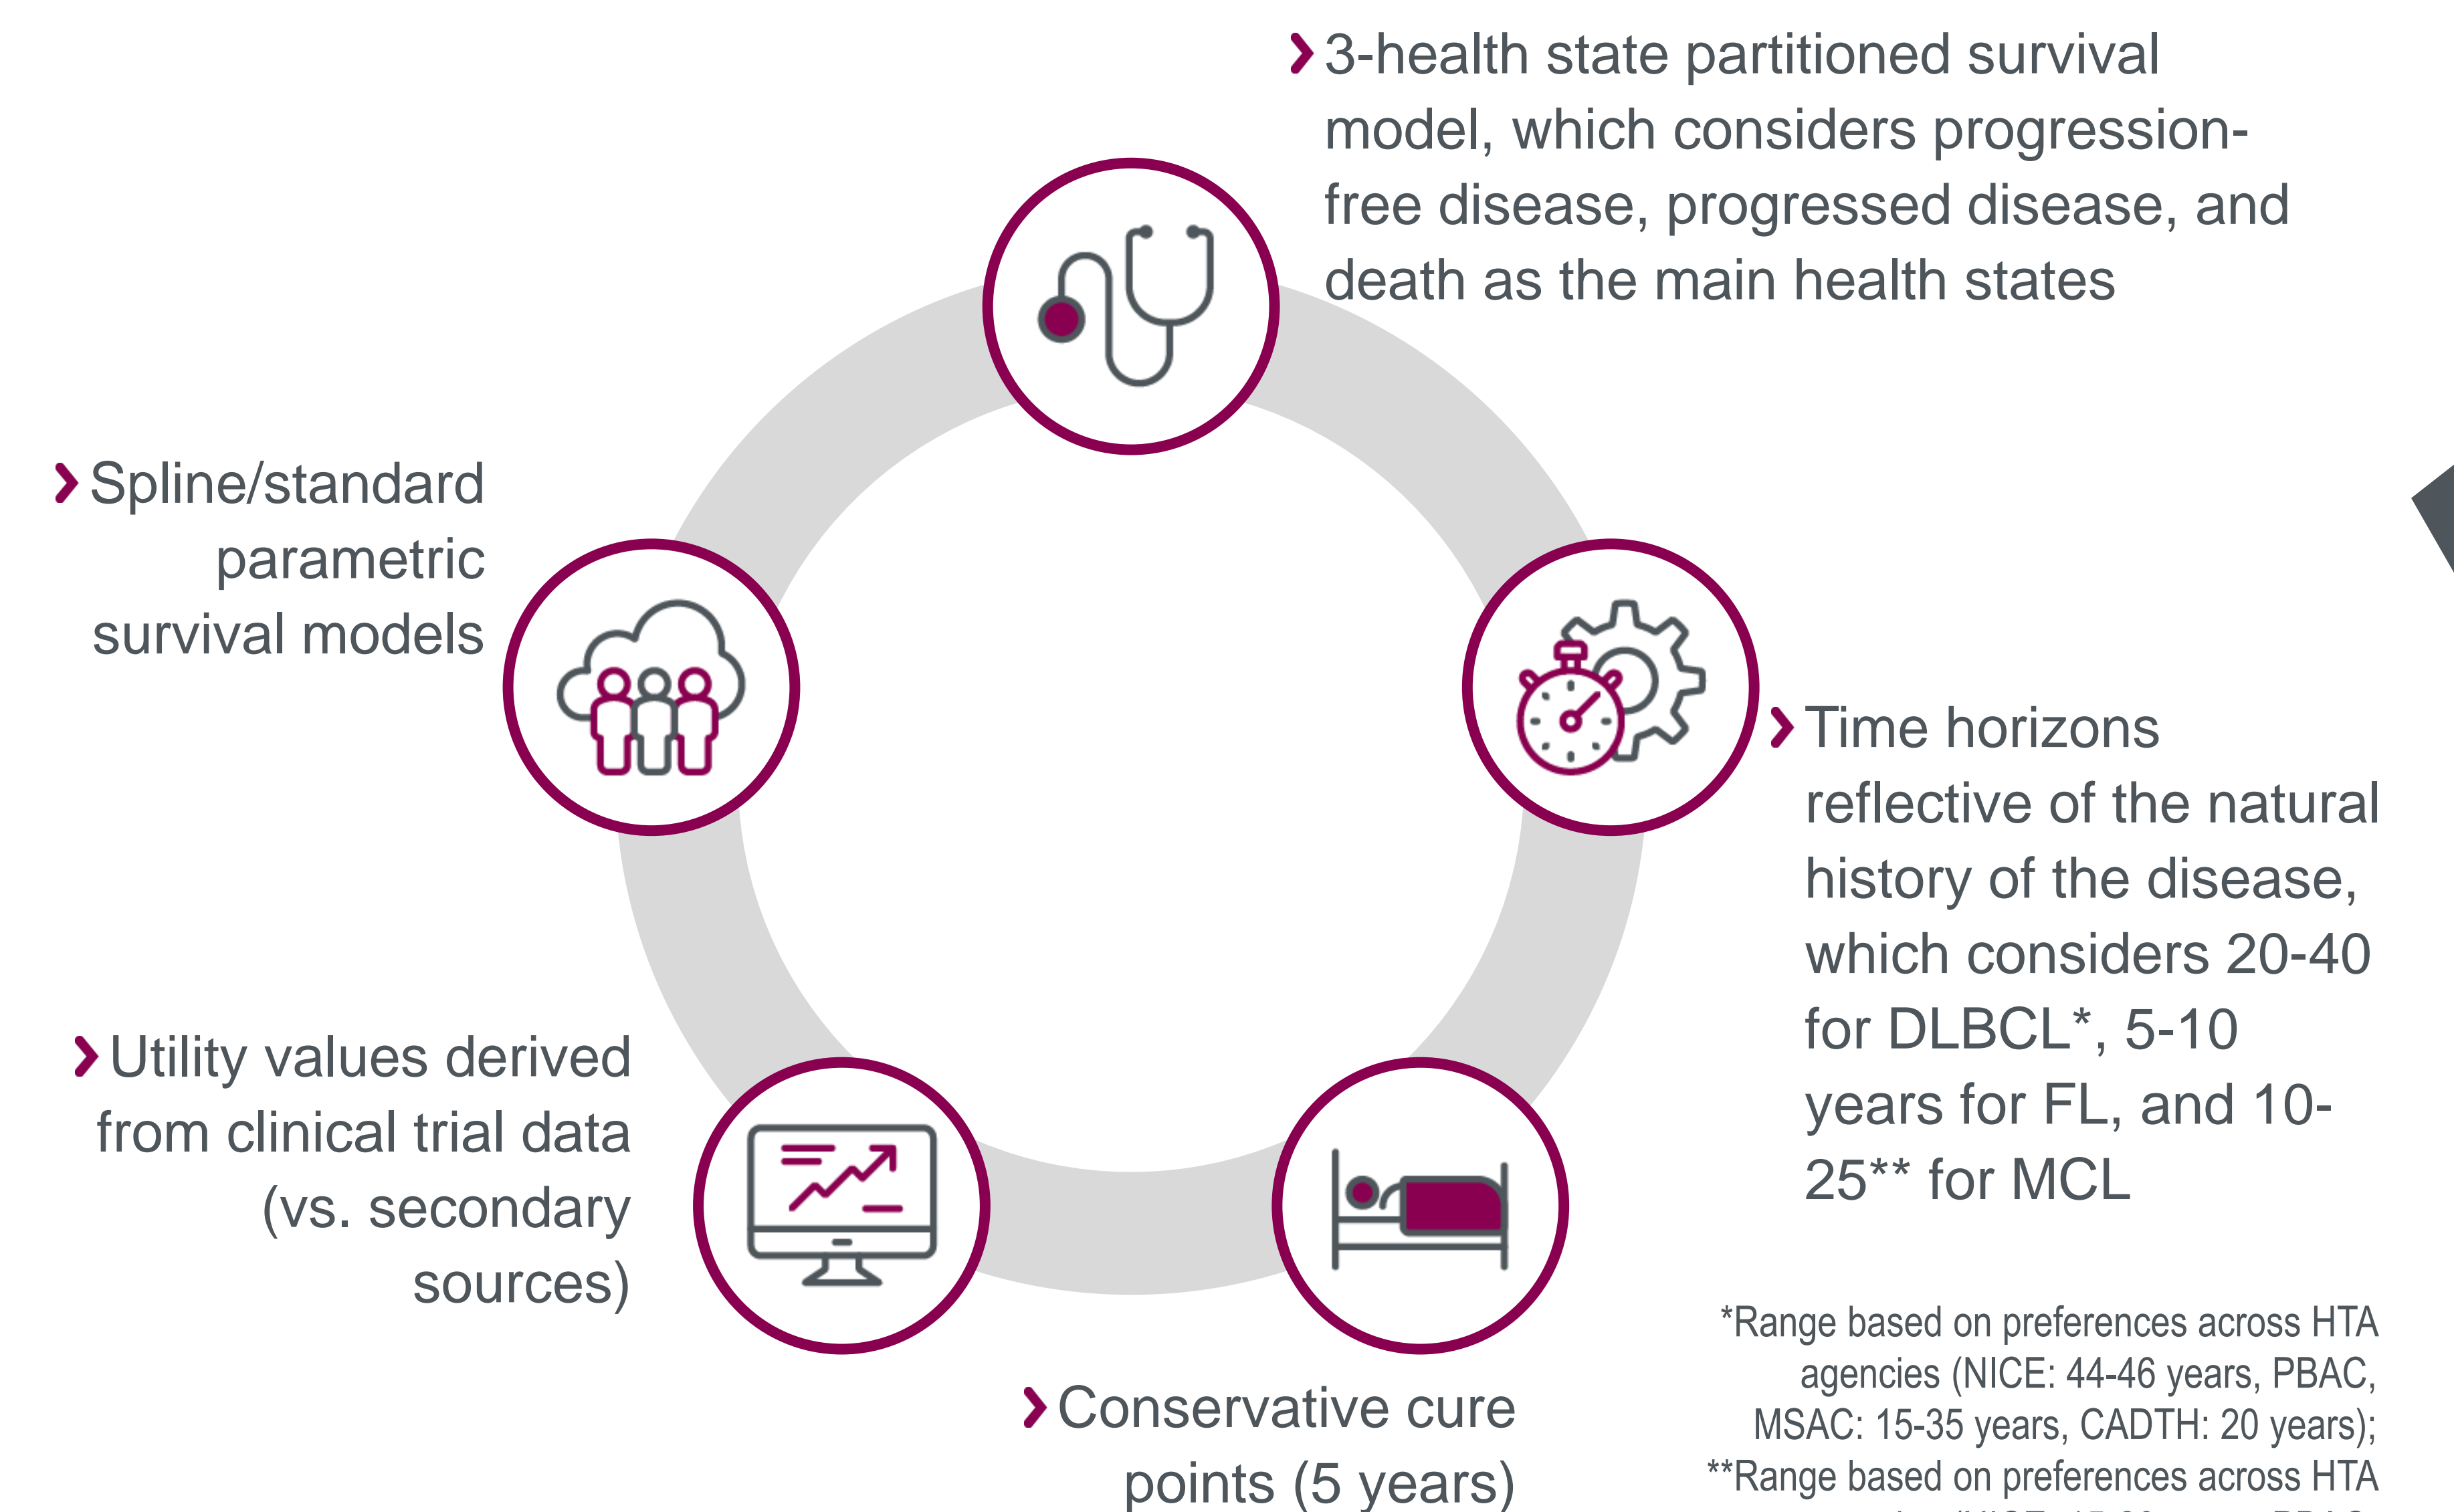 3-health state partitioned survival
model, which considers progression-
free disease, progressed disease, and
death as the main health states
Spline/standard
parametric
survival models
Time horizons
reflective of the natural
history of the disease,
which considers 20-40
for DLBCL*, 5-10
years for FL, and 10-
25** for MCL
Utility values derived
from clinical trial data
(vs. secondary
sources)
Conservative cure
points (5 years)
*Range based on preferences across HTA
agencies (NICE: 44-46 years, PBAC,
MSAC: 15-35 years, CADTH: 20 years);
**Range based on preferences across HTA